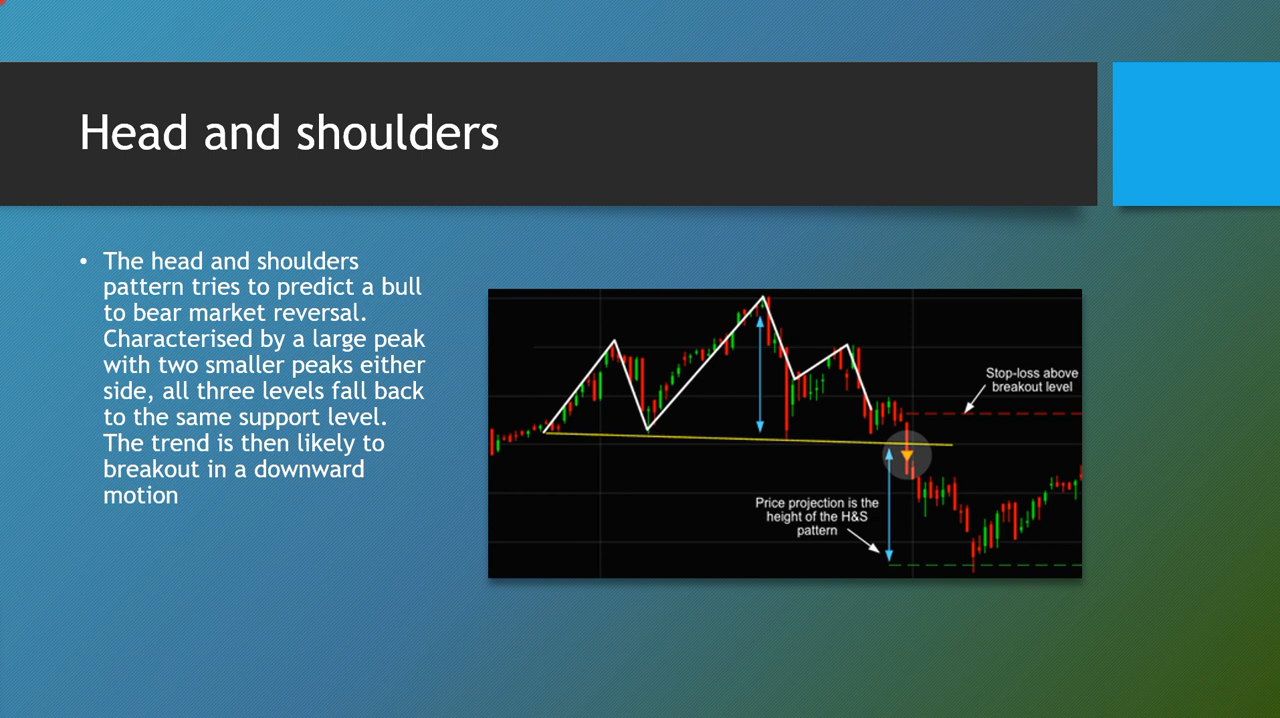 Head and shoulders
• The head and shoulders
pattern tries to predict a bull
to bear market reversal.
Characterised by a large peak
with two smaller peaks either
side, all three levels fall back
to the same support level.
The trend is then likely to
breakout in a downward
motion
Stop-loss above
breakout level
Price projection is the
height of the H&S
pattern